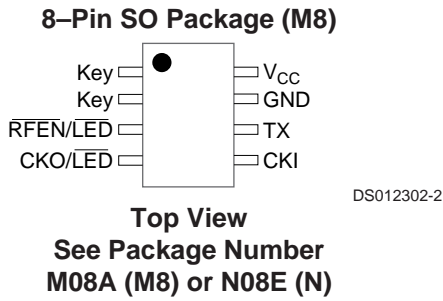 8–Pin SO Package (M8)
Key VCC
Key GND
RFEN/LED TX
CKO/LED CKI
DS012302-2
Top View
See Package Number
M08A (M8) or N08E (N)